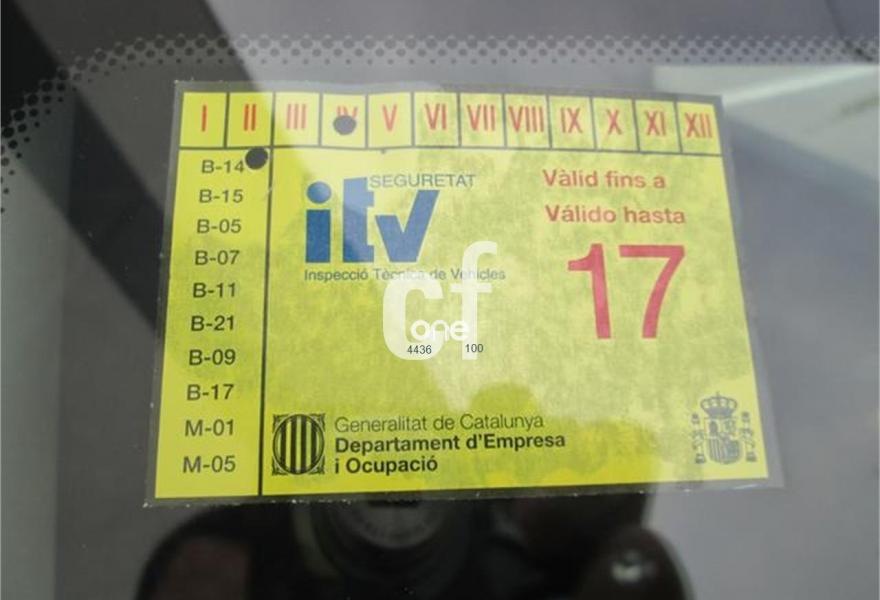 I II III IV V VI VII VIII IX X XI XII
B-14
B-15
B-05
B-07
B-11
B-21
B-09
B-17
M-01
M-05
SEGURETAT
itv
Inspecció Tècnica de Vehicles
Vàlid fins a
Válido hasta
17
cf
one
4436 100
Generalitat de Catalunya
Departament d'Empresa
i Ocupació